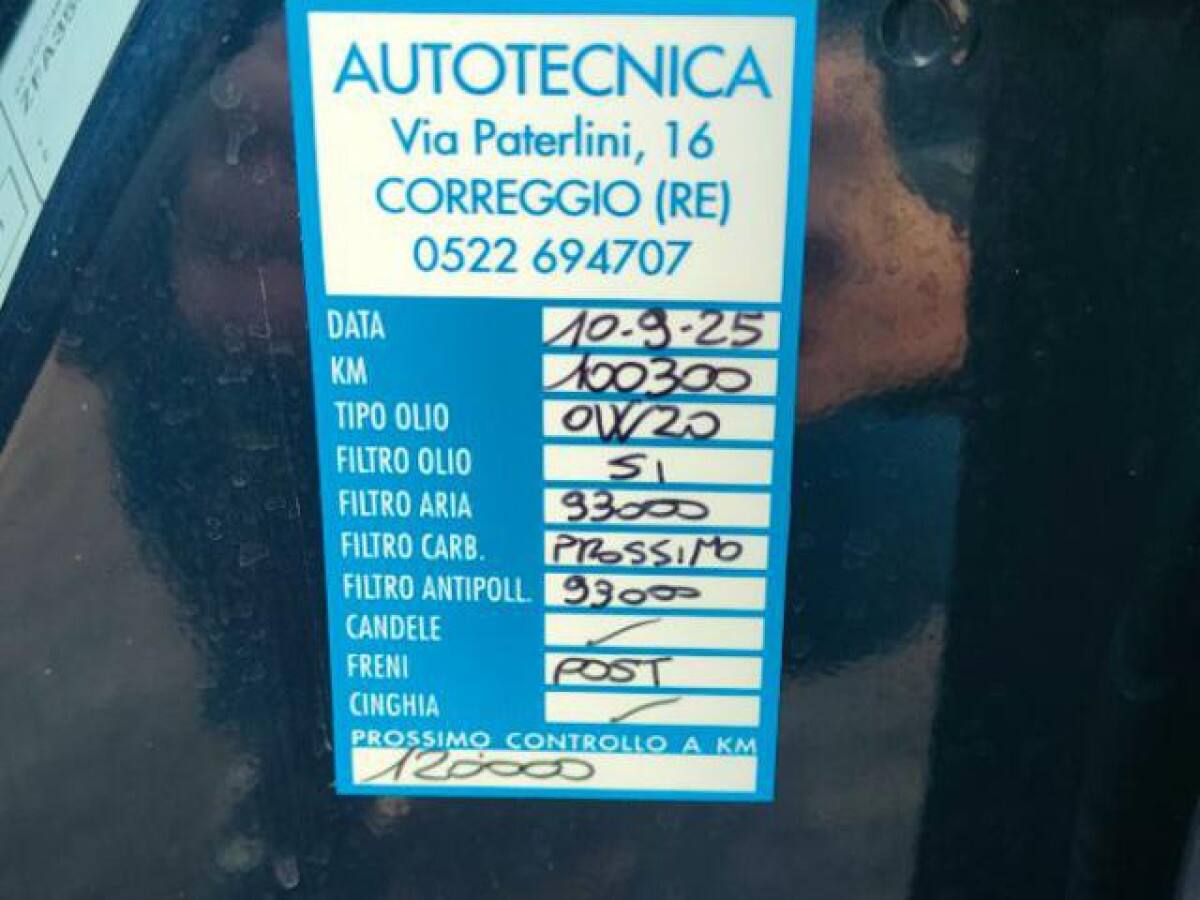 ZFA35
AUTOTECNICA
Via Paterlini, 16
CORREGGIO (RE)
0522 694707
DATA 10-9-25
KM 100300
TIPO OLIO 0W20
FILTRO OLIO SI
FILTRO ARIA 93000
FILTRO CARB. PROSSIMO
FILTRO ANTIPOLL. 93000
CANDELE
FRENI POST
CINGHIA
PROSSIMO CONTROLLO A KM
120000